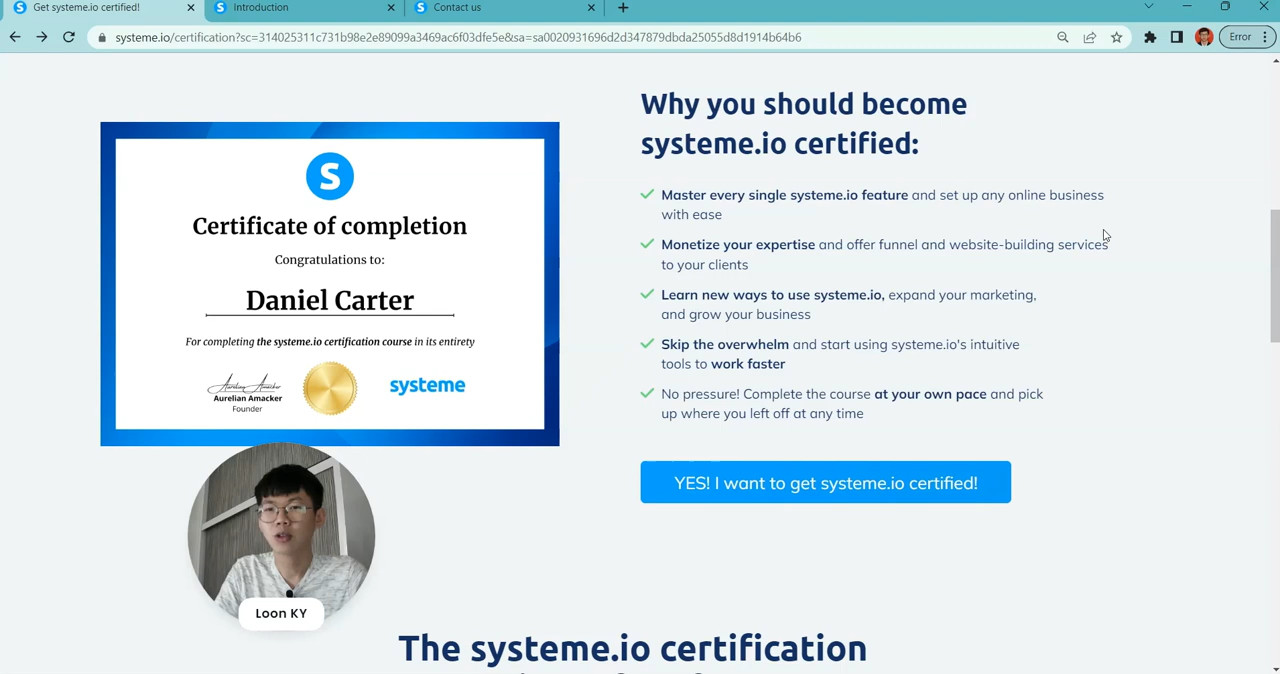 Get systeme.io certified!
Introduction
Contact us
systeme.io/certification?sc=314025311c731b98e2e89099a3469ac6f03dfe5e&sa=sa0020931696d2d347879dbda25055d8d1914b64b6
Error
S
Certificate of completion
Congratulations to:
Daniel Carter
For completing the systeme.io certification course in its entirety
Aurelian Amacker
Aurelian Amacker
Founder
systeme
Why you should become
systeme.io certified:
Master every single systeme.io feature and set up any online business
with ease
Monetize your expertise and offer funnel and website-building services
to your clients
Learn new ways to use systeme.io, expand your marketing,
and grow your business
Skip the overwhelm and start using systeme.io's intuitive
tools to work faster
No pressure! Complete the course at your own pace and pick
up where you left off at any time
YES! I want to get systeme.io certified!
Loon KY
The systeme.io certification